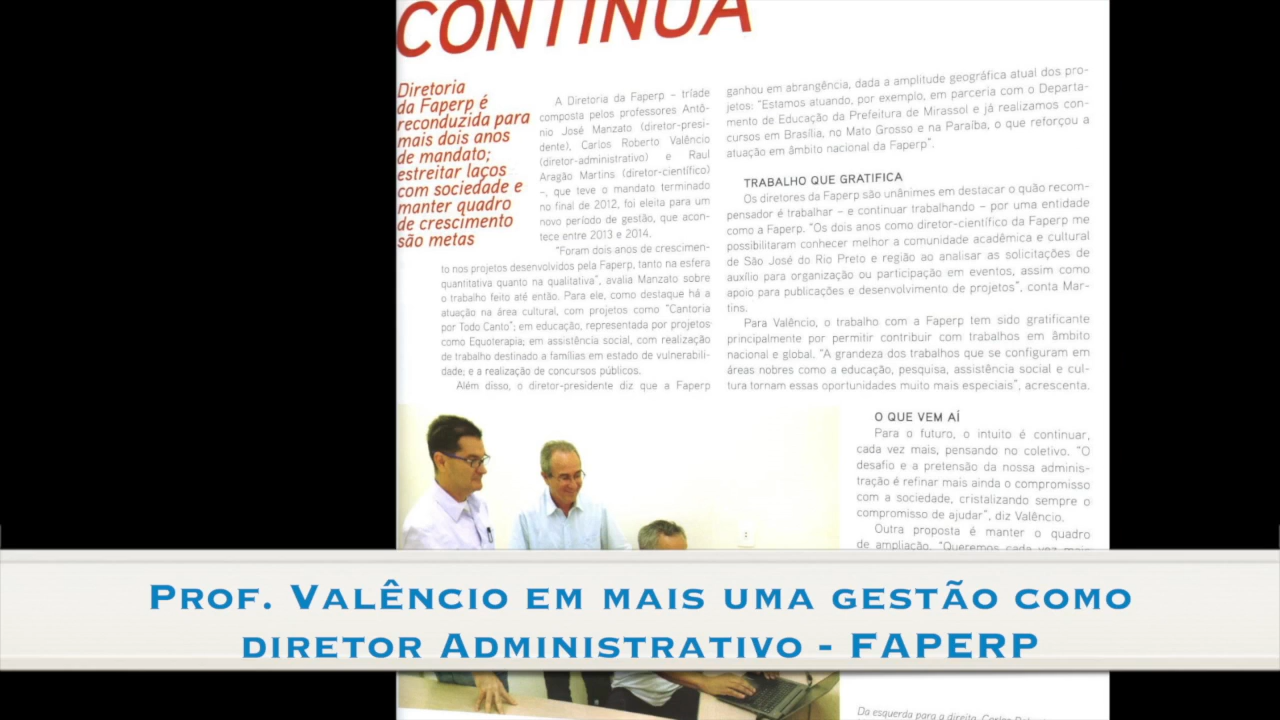 CONTINUA
Diretoria
da Faperp é
reconduzida para
mais dois anos
de mandato;
estreitar laços
com sociedade e
manter quadro
de crescimento
são metas
A Diretoria da Faperp – tríade
composta pelos professores Antô-
nio José Manzato (diretor-presi-
dente), Carlos Roberto Valêncio
(diretor-administrativo) e Raul
Aragão Martins (diretor-científico)
–, que teve o mandato terminado
no final de 2012, foi eleita para um
novo período de gestão, que acon-
tece entre 2013 e 2014.
"Foram dois anos de crescimen-
to nos projetos desenvolvidos pela Faperp, tanto na esfera
quantitativa quanto na qualitativa", avalia Manzato sobre
o trabalho feito até então. Para ele, como destaque há a
atuação na área cultural, com projetos como "Cantoria
por Todo Canto"; em educação, representada por projetos
como Equoterapia; em assistência social, com realização
de trabalho destinado a famílias em estado de vulnerabili-
dade; e a realização de concursos públicos.
Além disso, o diretor-presidente diz que a Faperp
ganhou em abrangência, dada a amplitude geográfica atual dos pro-
jetos: "Estamos atuando, por exemplo, em parceria com o Departa-
mento de Educação da Prefeitura de Mirassol e já realizamos con-
cursos em Brasília, no Mato Grosso e na Paraíba, o que reforçou a
atuação em âmbito nacional da Faperp".
TRABALHO QUE GRATIFICA
Os diretores da Faperp são unânimes em destacar o quão recom-
pensador é trabalhar – e continuar trabalhando – por uma entidade
como a Faperp. "Os dois anos como diretor-científico da Faperp me
possibilitaram conhecer melhor a comunidade acadêmica e cultural
de São José do Rio Preto e região ao analisar as solicitações de
auxílio para organização ou participação em eventos, assim como
apoio para publicações e desenvolvimento de projetos", conta Mar-
tins.
Para Valêncio, o trabalho com a Faperp tem sido gratificante
principalmente por permitir contribuir com trabalhos em âmbito
nacional e global. "A grandeza dos trabalhos que se configuram em
áreas nobres como a educação, pesquisa, assistência social e cul-
tura tornam essas oportunidades muito mais especiais", acrescenta.
O QUE VEM AÍ
Para o futuro, o intuito é continuar,
cada vez mais, pensando no coletivo. "O
desafio e a pretensão da nossa adminis-
tração é refinar mais ainda o compromisso
com a sociedade, cristalizando sempre o
compromisso de ajudar", diz Valêncio.
Outra proposta é manter o quadro
de ampliação. "Queremos cada vez mais
Prof. Valêncio em mais uma gestão como
diretor Administrativo - FAPERP
Da esquerda para a direita, Carlos